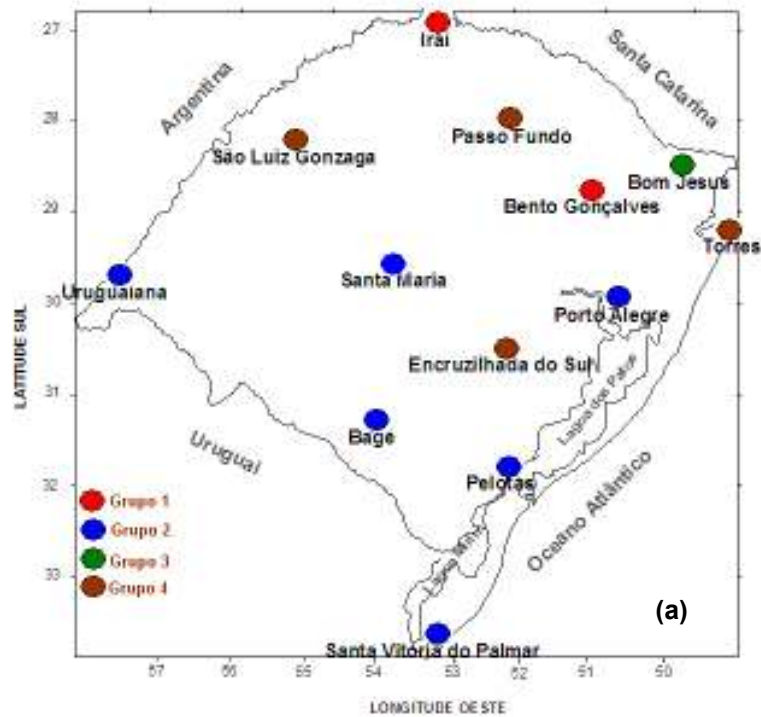 27
Iraí
Santa Catarina
Argentina
28
Passo Fundo
São Luiz Gonzaga
Bom Jesus
Bento Gonçalves
29
Torres
Santa Maria
Uruguaiana
30
Porto Alegre
LATITUDE SUL
Encruzilhada do Sul
Lagoa dos Patos
31
Bagé
Uruguai
Pelotas
Oceano Atlântico
32
Grupo 1
Grupo 2
Grupo 3
Grupo 4
Lagoa Mirim
33
(a)
Santa Vitória do Palmar
57
55
54
53
52
51
50
LONGITUDE OESTE